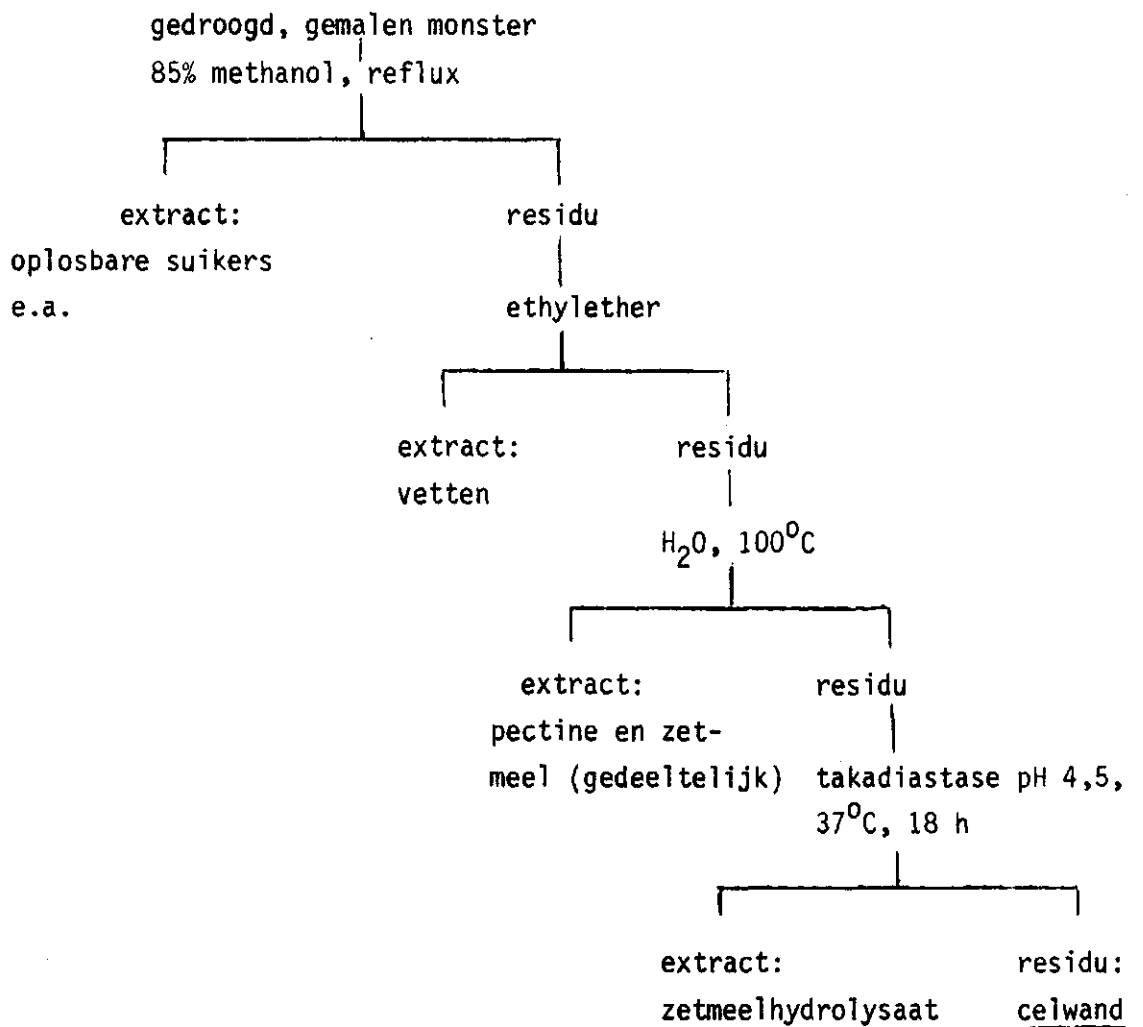 gedroogd, gemalen monster
85% methanol, reflux
extract:
oplosbare suikers
e.a.
residu
ethylether
extract:
vetten
residu
H₂O, 100°C
extract:
pectine en zet-
meel (gedeeltelijk)
residu
takadiastase pH 4,5,
37°C, 18 h
extract:
zetmeelhydrolysaat
residu:
celwand